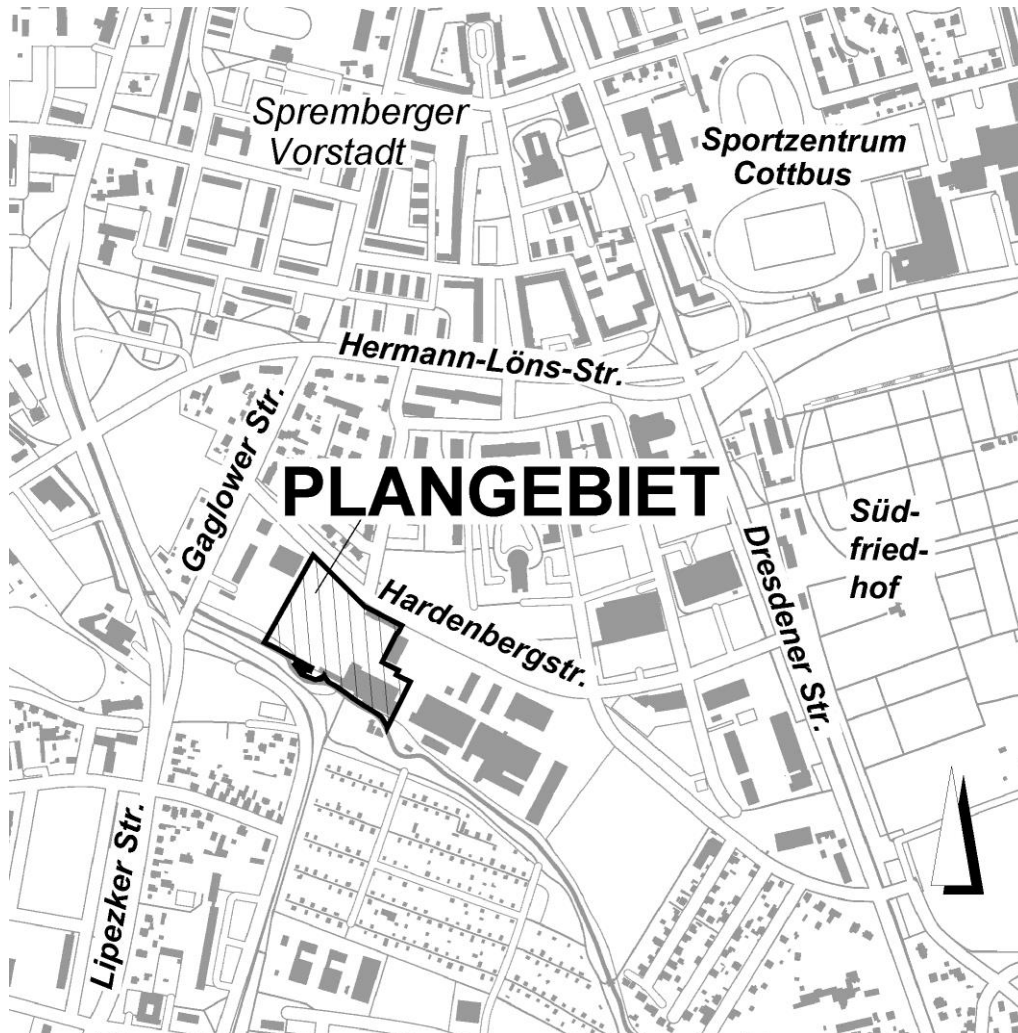 Spremberger
Vorstadt
Sportzentrum
Cottbus
Hermann-Löns-Str.
Gaglower Str.
PLANGEBIET
Süd-
fried-
hof
Dresdener Str.
Hardenbergstr.
Lipezker Str.